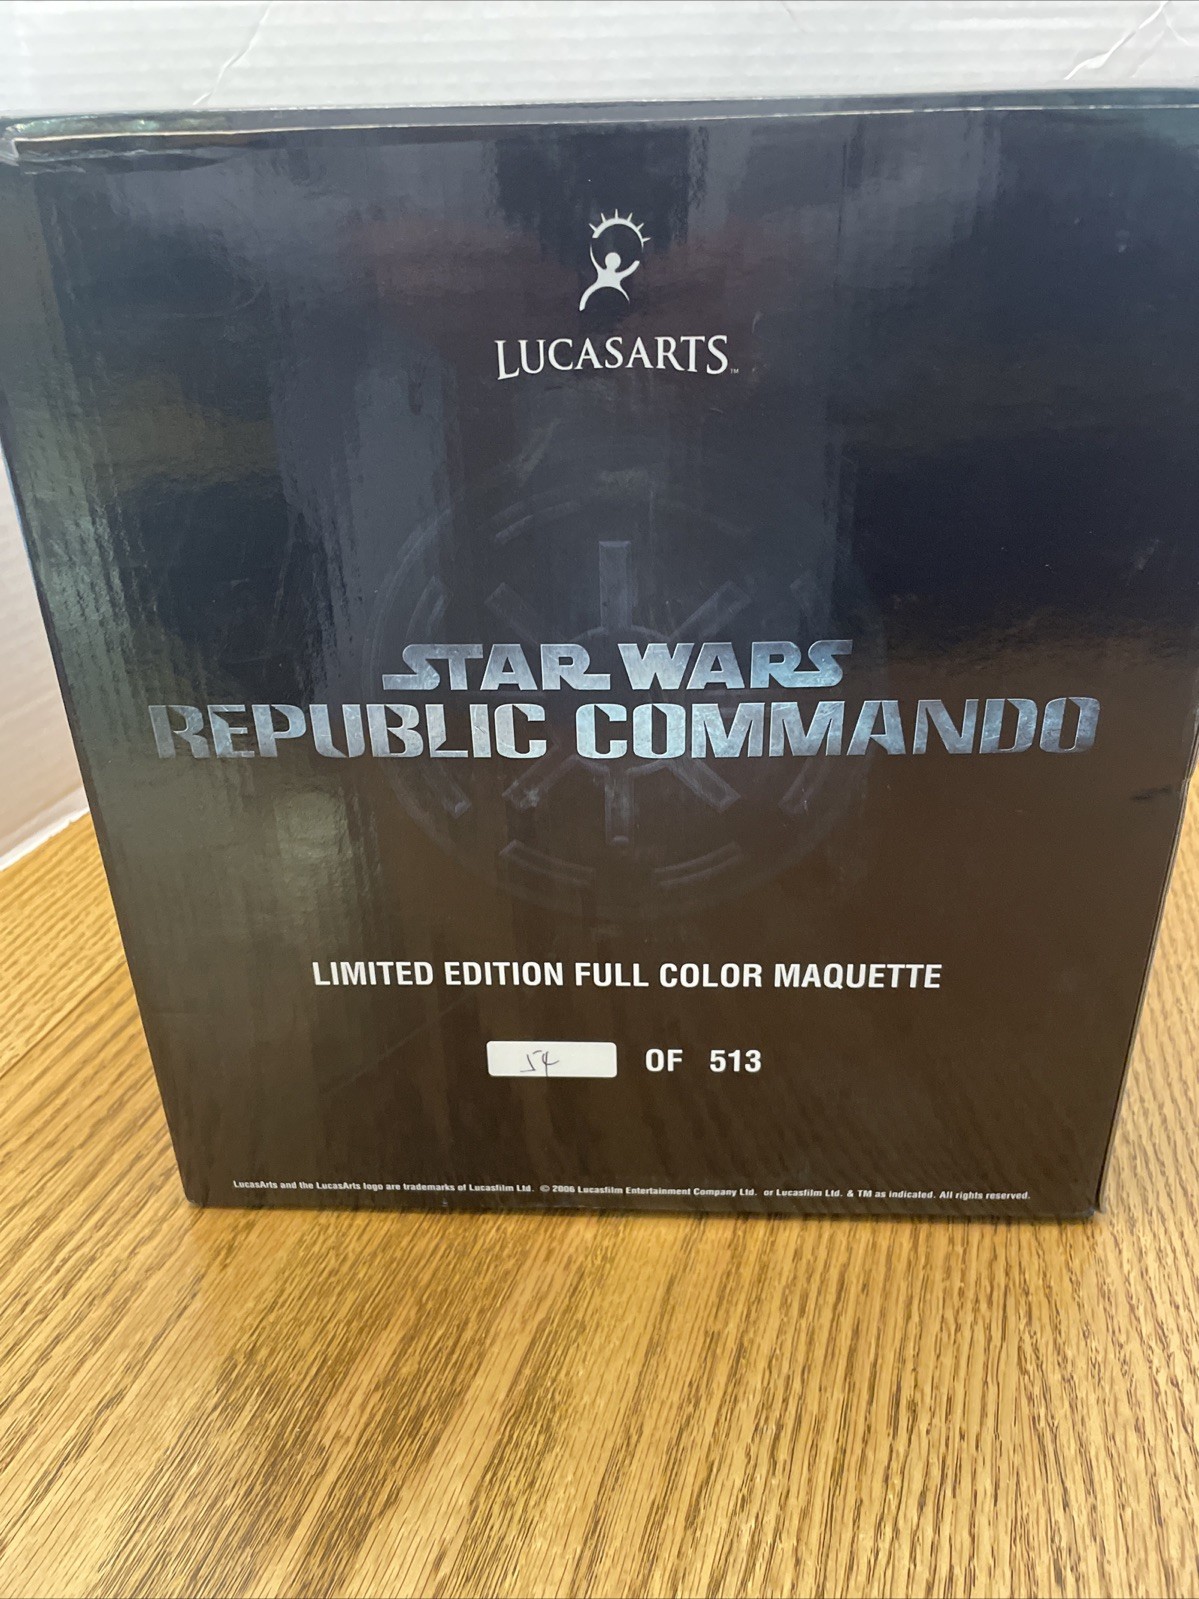 LUCASARTS™
STAR WARS
REPUBLIC COMMANDO
LIMITED EDITION FULL COLOR MAQUETTE
54 OF 513
LucasArts and the LucasArts logo are trademarks of Lucasfilm Ltd. © 2006 Lucasfilm Entertainment Company Ltd. or Lucasfilm Ltd. & TM as indicated. All rights reserved.